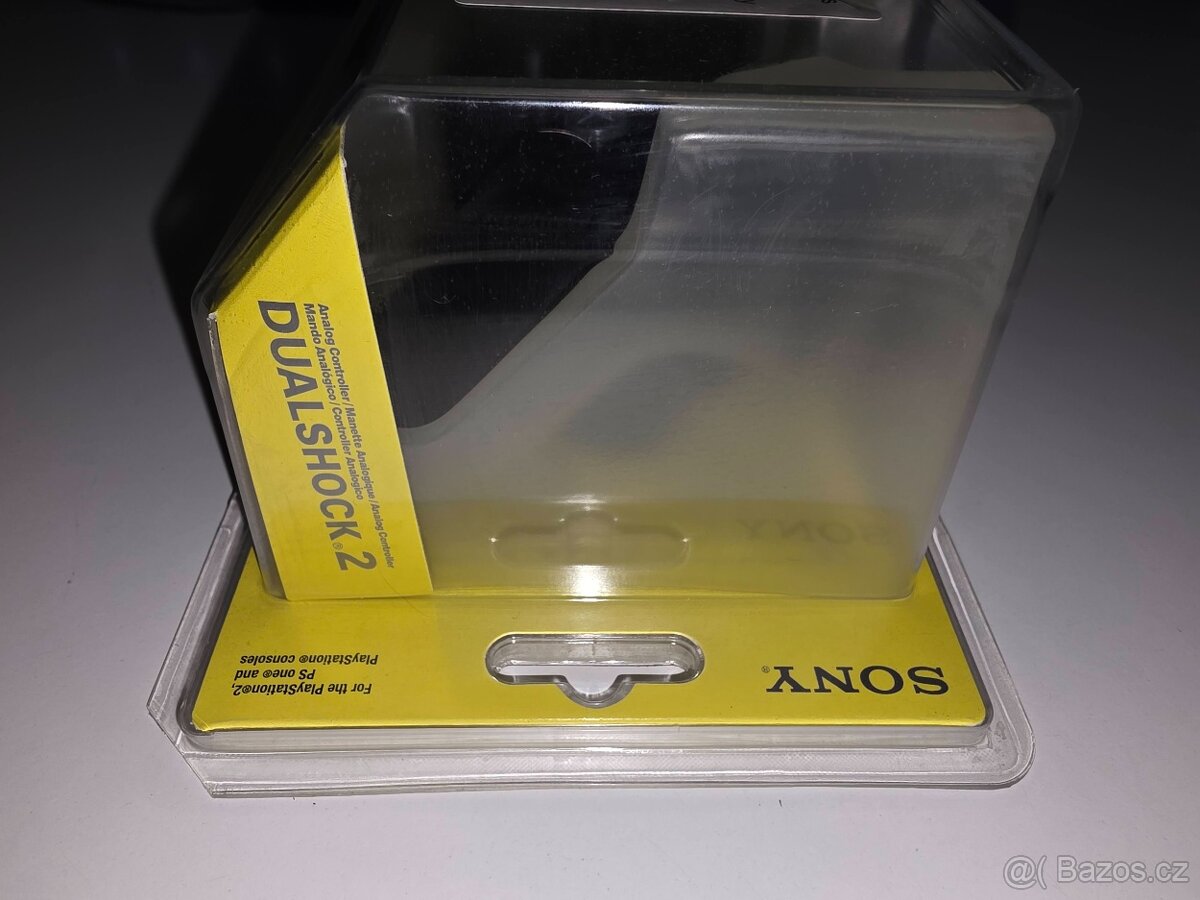 Analog Controller/Manette Analogique/Analog Controller
Mando Analógico/Controller Analogico
DUALSHOCK®2
SONY®
For the PlayStation®2,
PS one® and
PlayStation® consoles
SONY
@( Bazos.cz